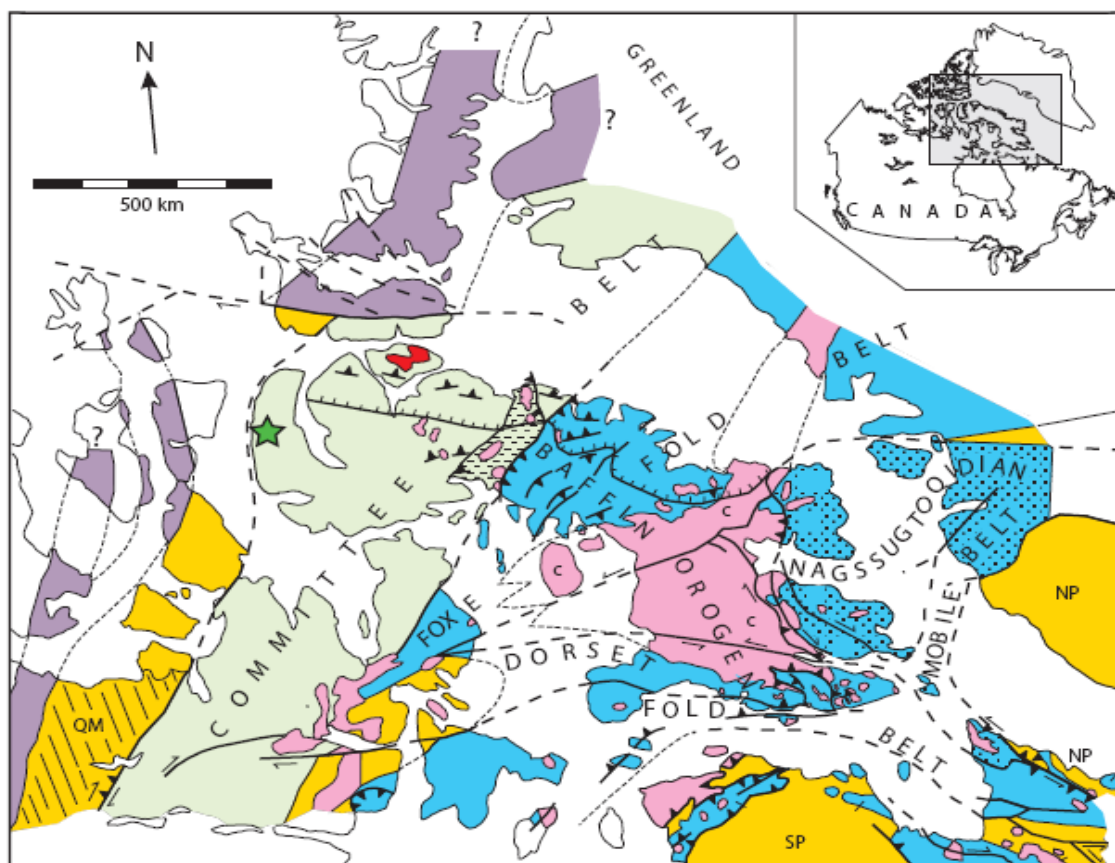 ?
?
N
GREENLAND
CANADA
500 km
BELT
BELT
?
COMMITTEE
BAFFIN OROGEN
FOLD
NAGSSUGTOQIDIAN
BELT
NP
MOBILE
C
C
C
FOXE
DORSET
FOLD
BELT
QM
NP
SP